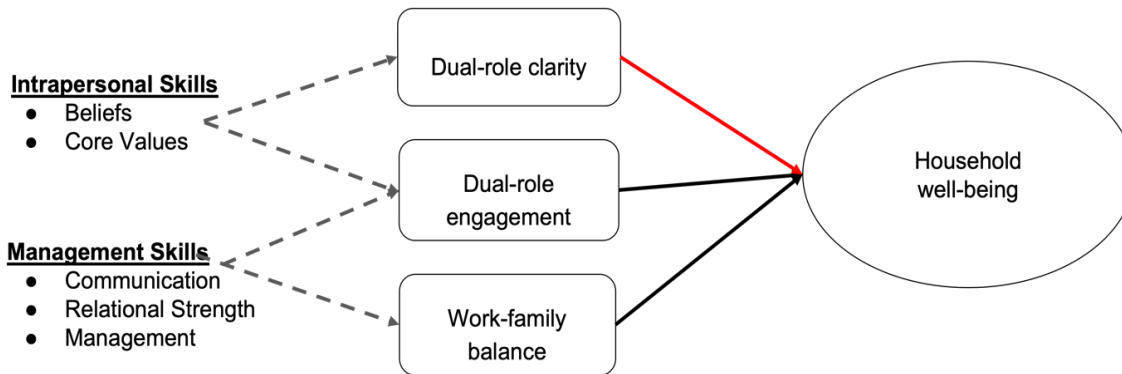 Intrapersonal Skills
● Beliefs
● Core Values
Management Skills
● Communication
● Relational Strength
● Management
Dual-role clarity
Dual-role
engagement
Work-family
balance
Household
well-being